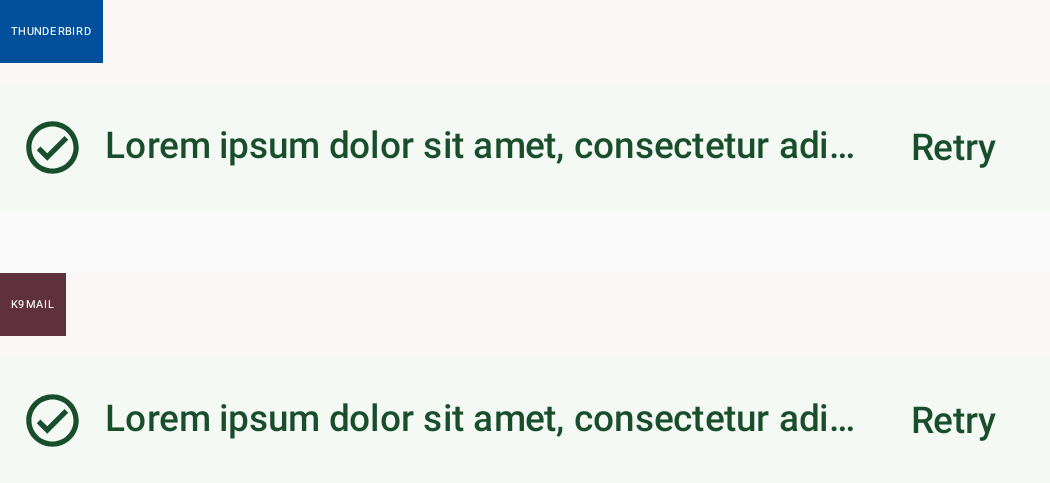 THUNDERBIRD
Lorem ipsum dolor sit amet, consectetur adi… Retry
K9MAIL
Lorem ipsum dolor sit amet, consectetur adi… Retry